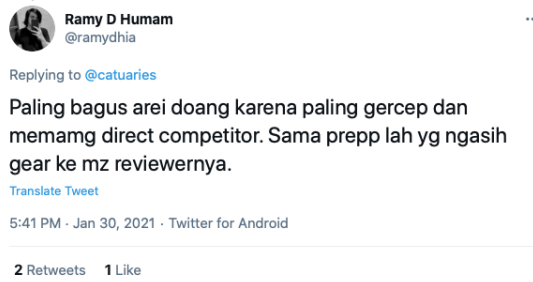 Ramy D Humam
@ramydhia
Replying to @catuaries
Paling bagus arei doang karena paling gercep dan
memamg direct competitor. Sama prepp lah yg ngasih
gear ke mz reviewernya.
Translate Tweet
5:41 PM · Jan 30, 2021 · Twitter for Android
2 Retweets 1 Like